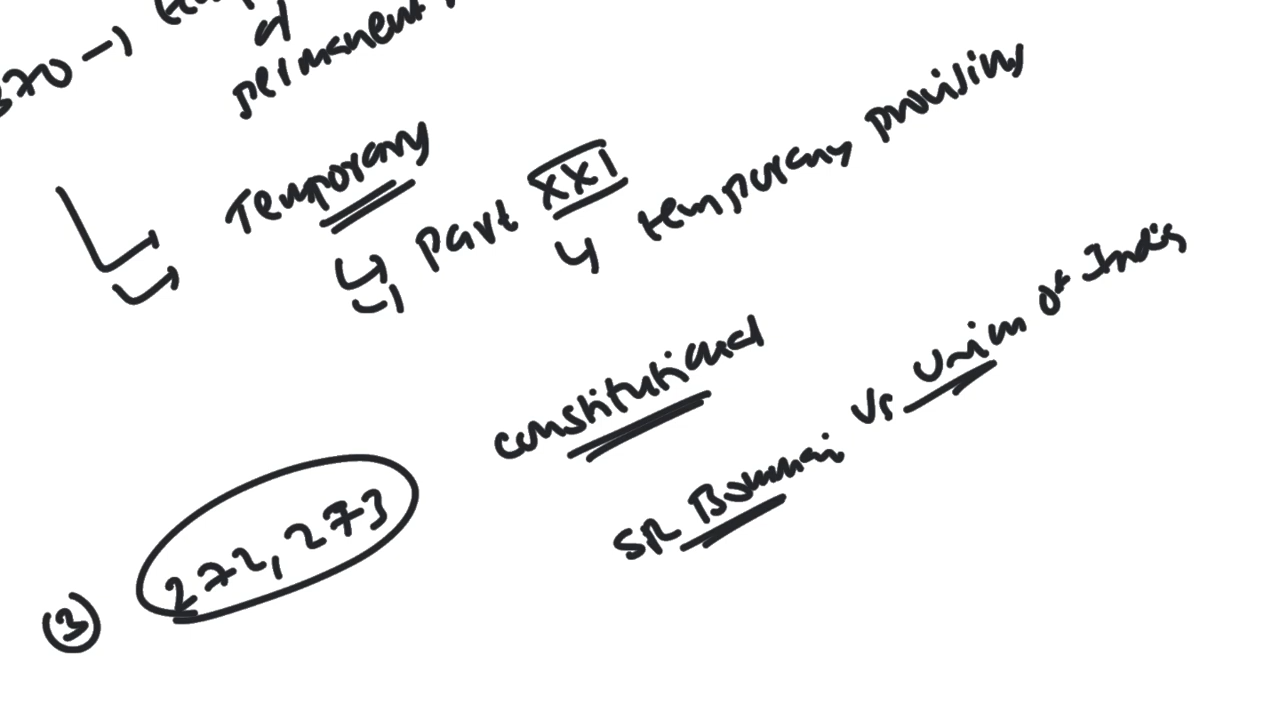 370 -
permanent
Temporary
Part XXI
temporary provisions
constitutional
SR Bommai Vs Union of India
3 272, 273